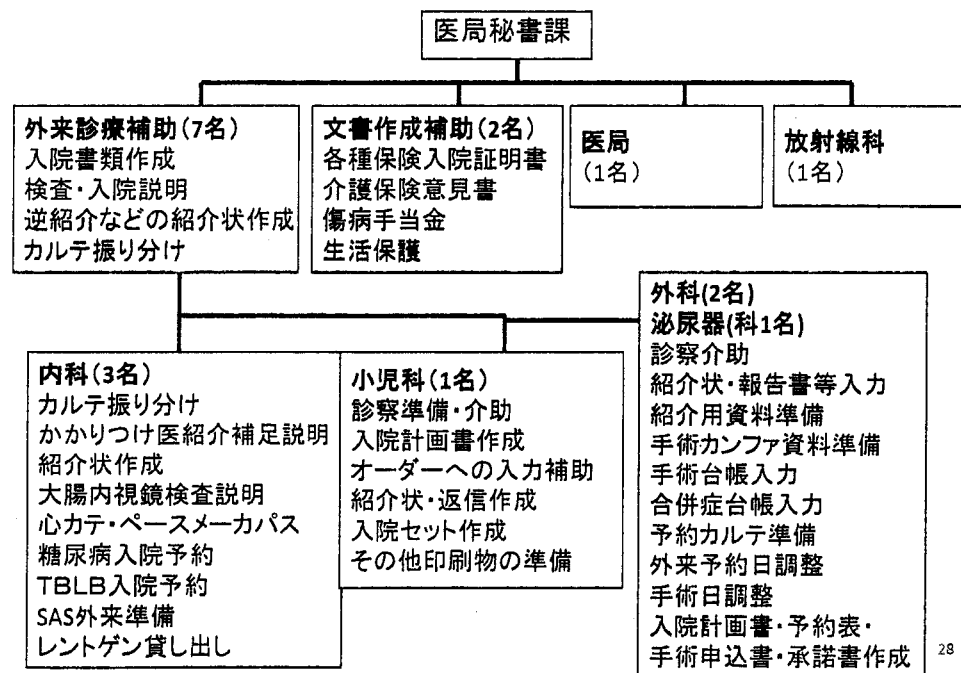 医局秘書課
外来診療補助(7名)
入院書類作成
検査・入院説明
逆紹介などの紹介状作成
カルテ振り分け
文書作成補助(2名)
各種保険入院証明書
介護保険意見書
傷病手当金
生活保護
医局
(1名)
放射線科
(1名)
内科(3名)
カルテ振り分け
かかりつけ医紹介補足説明
紹介状作成
大腸内視鏡検査説明
心カテ・ペースメーカパス
糖尿病入院予約
TBLB入院予約
SAS外来準備
レントゲン貸し出し
小児科(1名)
診察準備・介助
入院計画書作成
オーダーへの入力補助
紹介状・返信作成
入院セット作成
その他印刷物の準備
外科(2名)
泌尿器(科1名)
診察介助
紹介状・報告書等入力
紹介用資料準備
手術カンファ資料準備
手術台帳入力
合併症台帳入力
予約カルテ準備
外来予約日調整
手術日調整
入院計画書・予約表・
手術申込書・承諾書作成
28